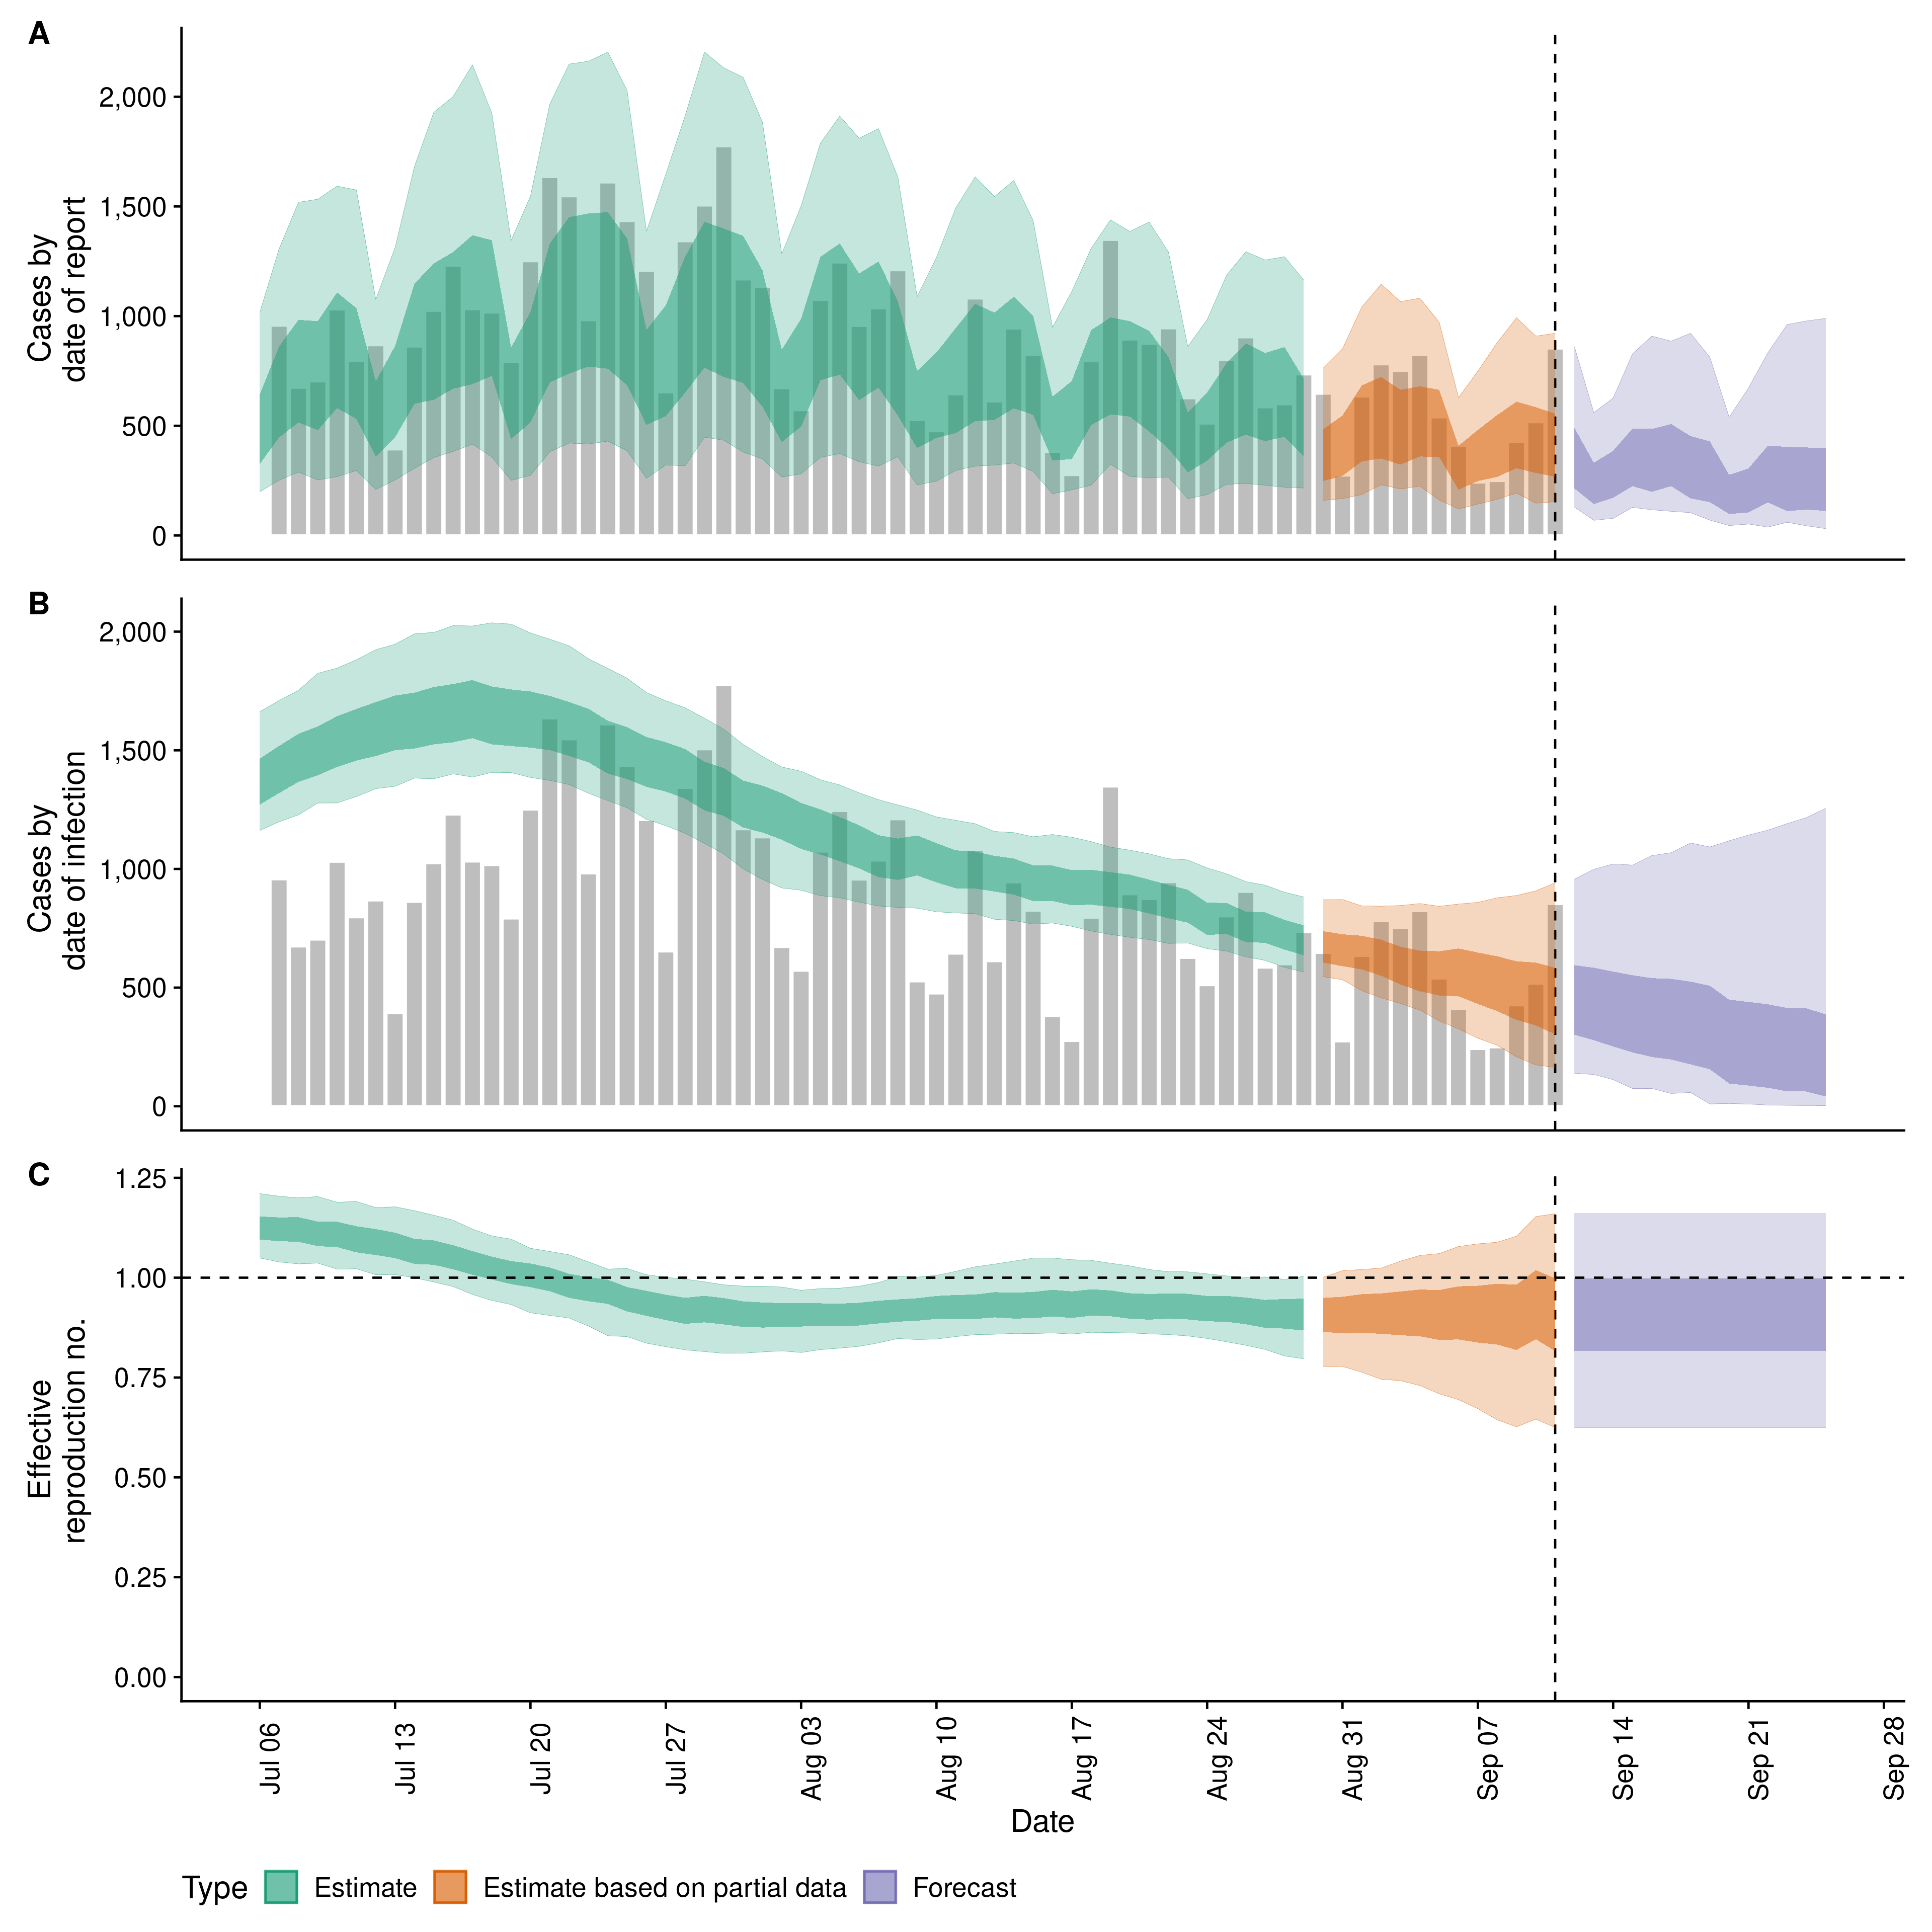 A
Cases by
date of report
2,000
1,500
1,000
500
0
B
Cases by
date of infection
2,000
1,500
1,000
500
0
C
Effective
reproduction no.
1.25
1.00
0.75
0.50
0.25
0.00
Jul 06
Jul 13
Jul 20
Jul 27
Aug 03
Aug 10
Aug 17
Aug 24
Aug 31
Sep 07
Sep 14
Sep 21
Sep 28
Date
Type Estimate Estimate based on partial data Forecast